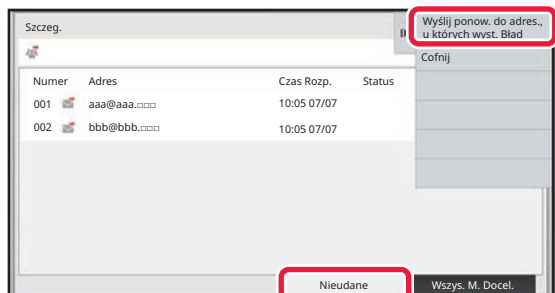 Szczeg.
Wyślij ponow. do adres.,
u których wyst. Bład
Cofnij
Numer Adres Czas Rozp. Status
001 aaa@aaa.□□□ 10:05 07/07
002 bbb@bbb.□□□ 10:05 07/07
Nieudane Wszys. M. Docel.